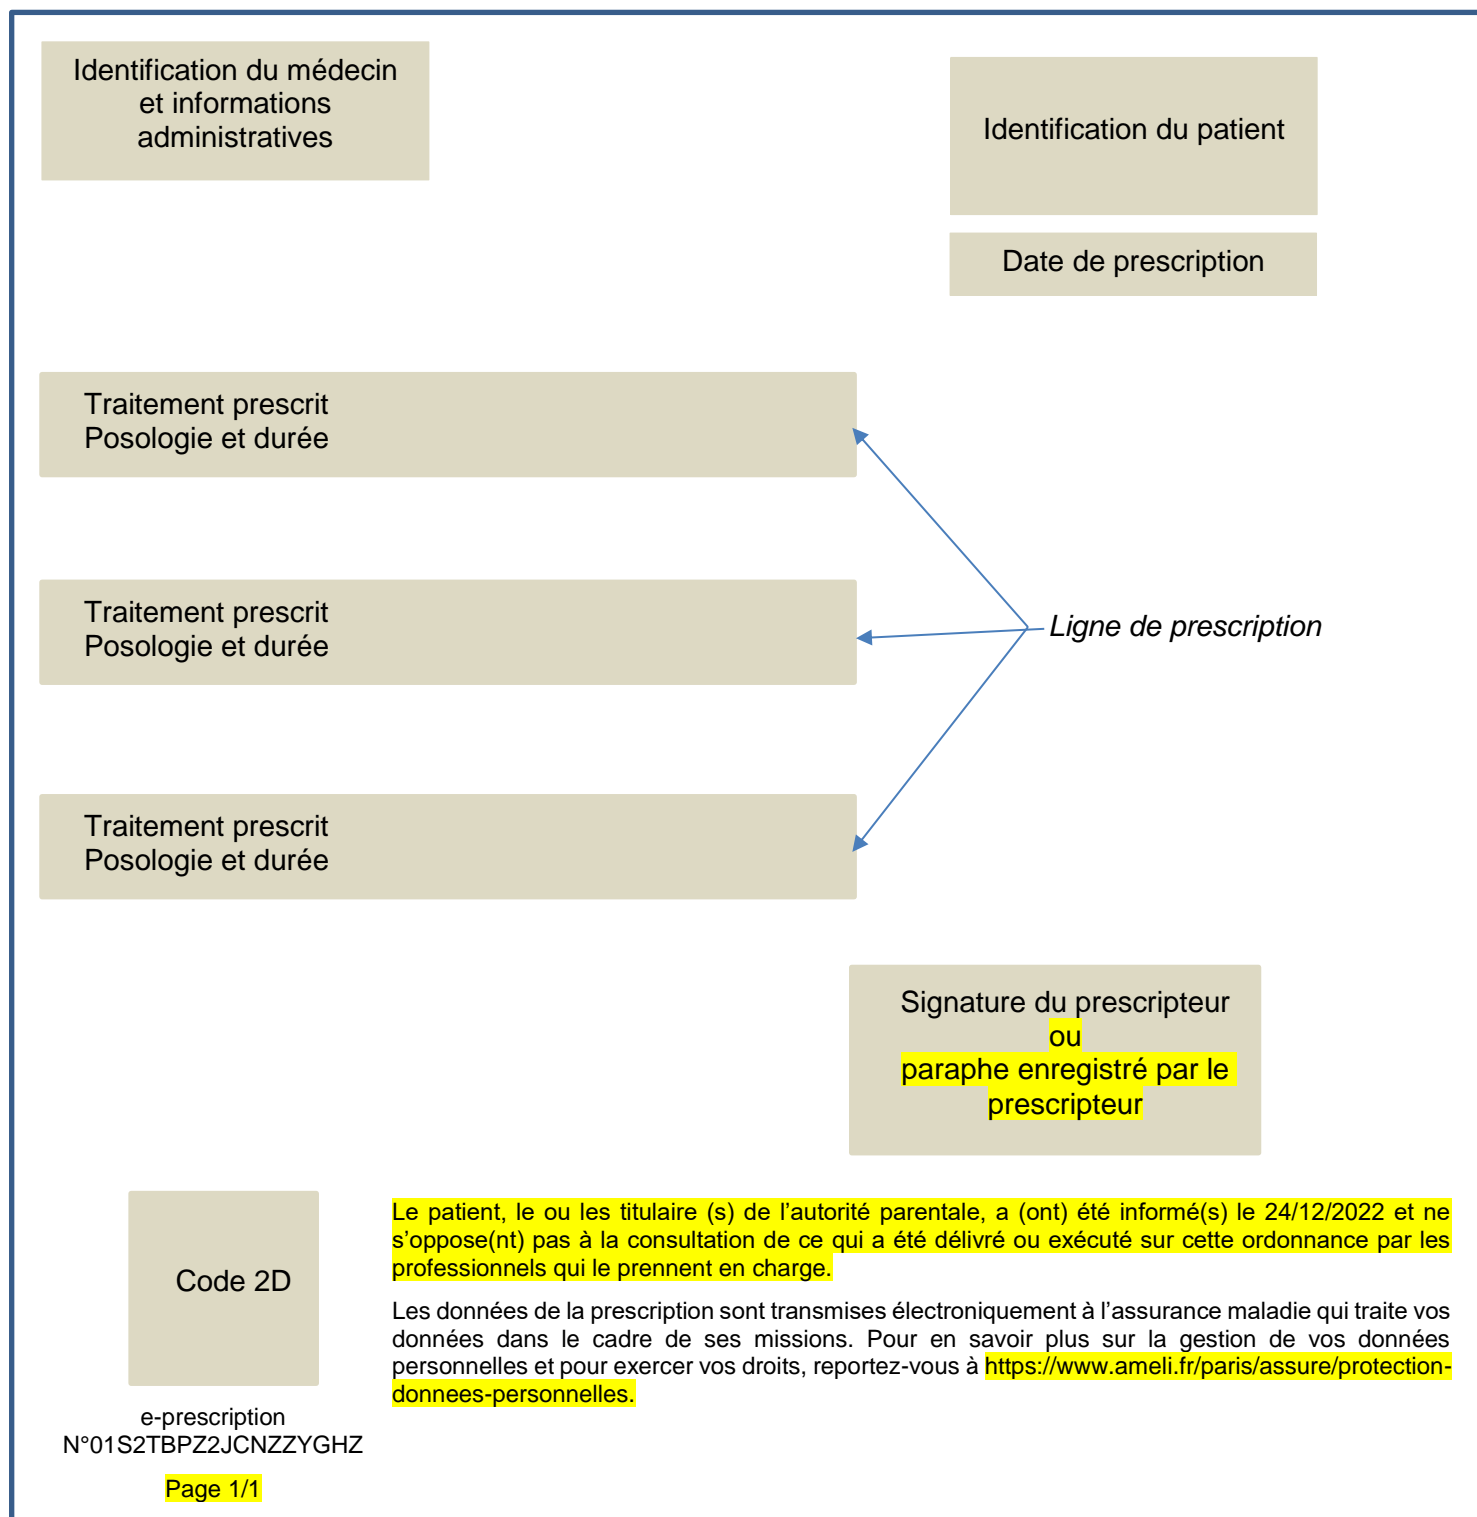 Identification du médecin
et informations
administratives
Identification du patient
Date de prescription
Traitement prescrit
Posologie et durée
Traitement prescrit
Posologie et durée
Ligne de prescription
Traitement prescrit
Posologie et durée
Signature du prescripteur
ou
paraphe enregistré par le
prescripteur
Code 2D
e-prescription
N°01S2TBPZ2JCNZZYGHZ
Page 1/1
Le patient, le ou les titulaire (s) de l’autorité parentale, a (ont) été informé(s) le 24/12/2022 et ne
s’oppose(nt) pas à la consultation de ce qui a été délivré ou exécuté sur cette ordonnance par les
professionnels qui le prennent en charge.
Les données de la prescription sont transmises électroniquement à l’assurance maladie qui traite vos
données dans le cadre de ses missions. Pour en savoir plus sur la gestion de vos données
personnelles et pour exercer vos droits, reportez-vous à https://www.ameli.fr/paris/assure/protection-
donnees-personnelles.